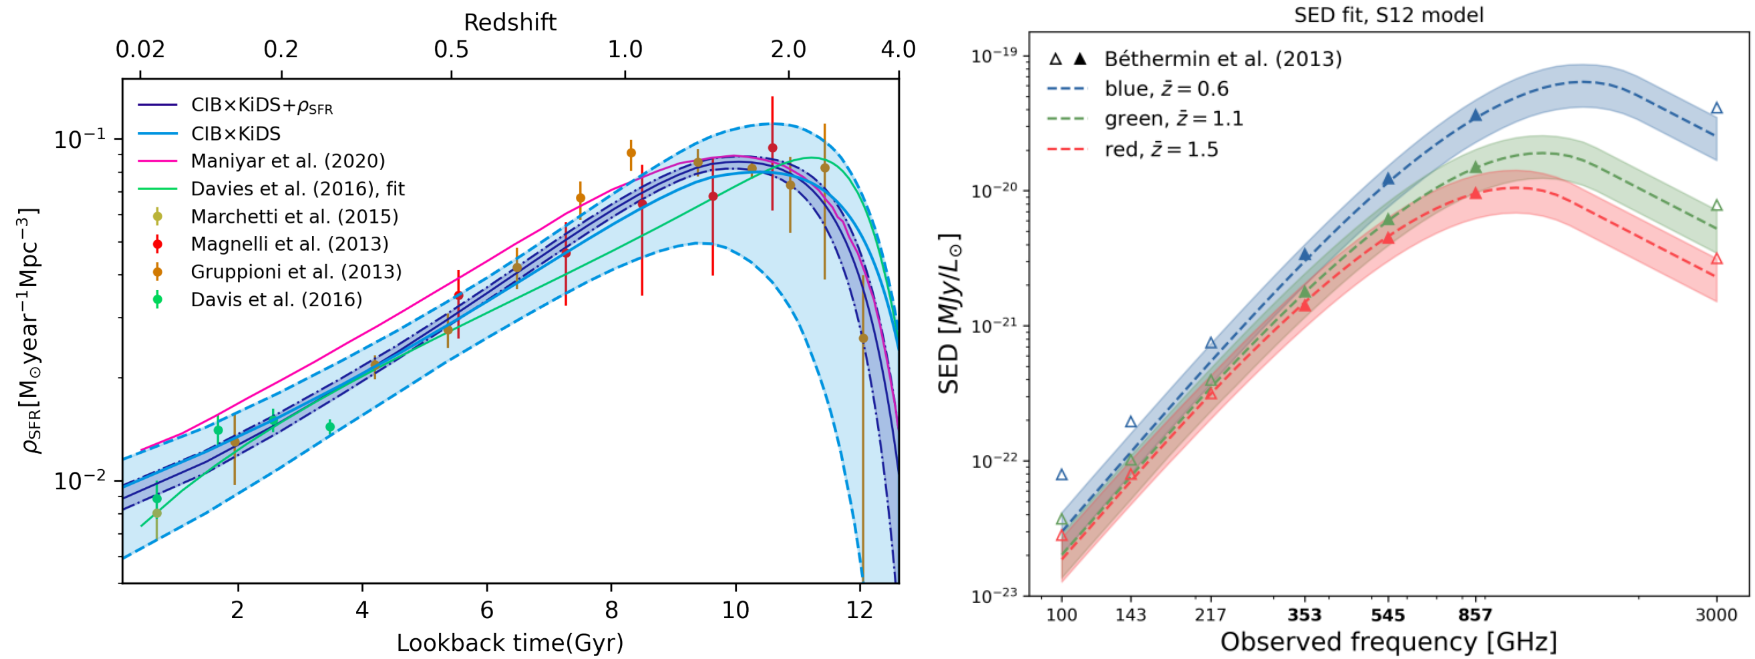 Redshift
0.02 0.2 0.5 1.0 2.0 4.0
10⁻¹
10⁻²
ρSFR[M⊙year⁻¹Mpc⁻³]
CIB×KiDS+ρSFR
CIB×KiDS
Maniyar et al. (2020)
Davies et al. (2016), fit
Marchetti et al. (2015)
Magnelli et al. (2013)
Gruppioni et al. (2013)
Davis et al. (2016)
2 4 6 8 10 12
Lookback time(Gyr)
SED fit, S12 model
10⁻¹⁹
10⁻²⁰
10⁻²¹
10⁻²²
10⁻²³
SED [MJy/L⊙]
Béthermin et al. (2013)
blue, z̄ = 0.6
green, z̄ = 1.1
red, z̄ = 1.5
100 143 217 353 545 857 3000
Observed frequency [GHz]